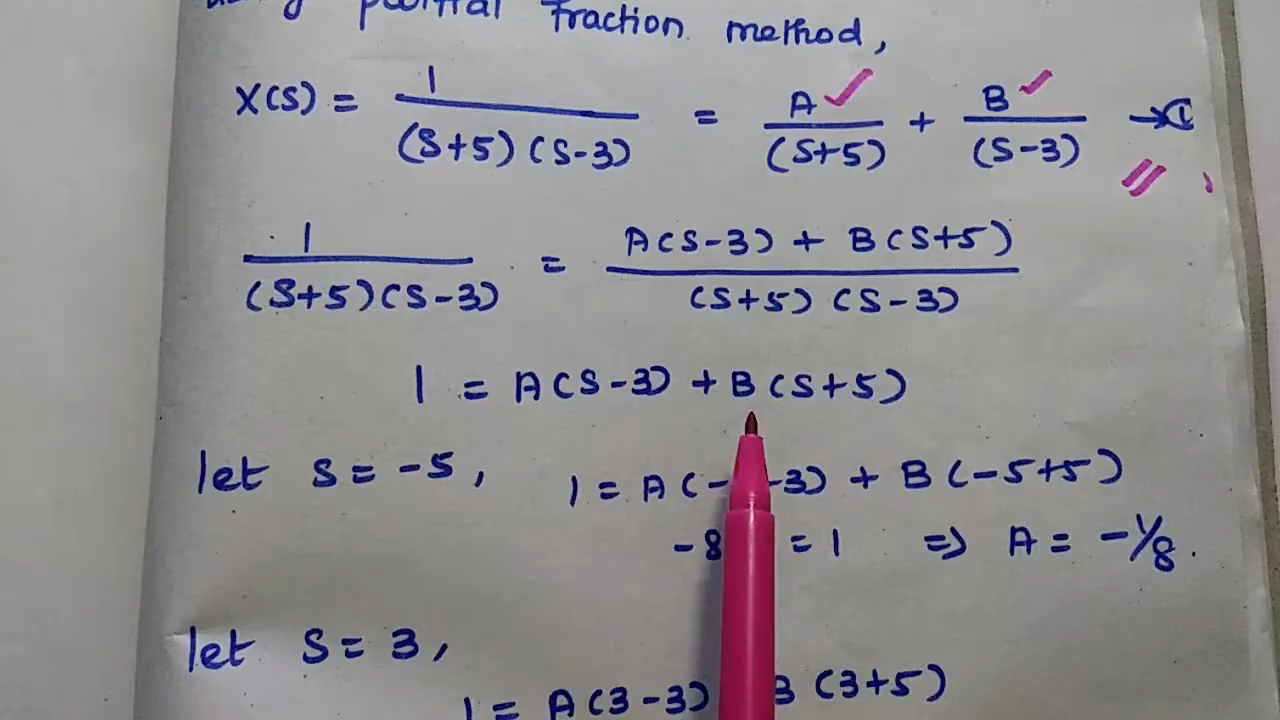 fraction method,
X(S) = 1/((S+5)(S-3)) = A/(S+5) + B/(S-3)
1/((S+5)(S-3)) = (A(S-3) + B(S+5))/((S+5)(S-3))
1 = A(S-3) + B(S+5)
let S = -5, 1 = A(- -3) + B(-5+5)
-8 = 1 ⇒ A = -1/8.
let S = 3,
1 = A(3-3) B(3+5)